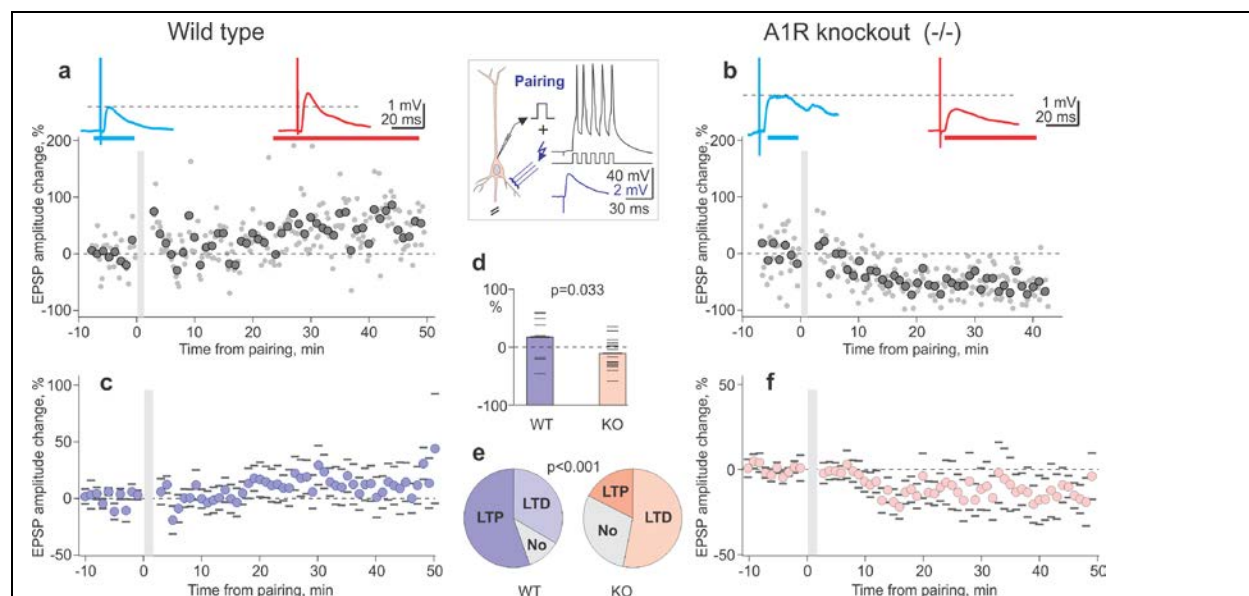 Wild type
A1R knockout (-/-)
a
1 mV
20 ms
EPSP amplitude change, %
200
100
0
-100
-10 0 10 20 30 40 50
Time from pairing, min
Pairing
+
40 mV
2 mV
30 ms
b
1 mV
20 ms
EPSP amplitude change, %
200
100
0
-100
-10 0 10 20 30 40 50
Time from pairing, min
d
p=0.033
100
%
0
-100
WT KO
c
EPSP amplitude change, %
100
50
0
-50
-10 0 10 20 30 40 50
Time from pairing, min
e
p<0.001
LTP
LTD
No
LTP
No
LTD
WT KO
f
EPSP amplitude change, %
50
0
-50
-10 0 10 20 30 40 50
Time from pairing, min